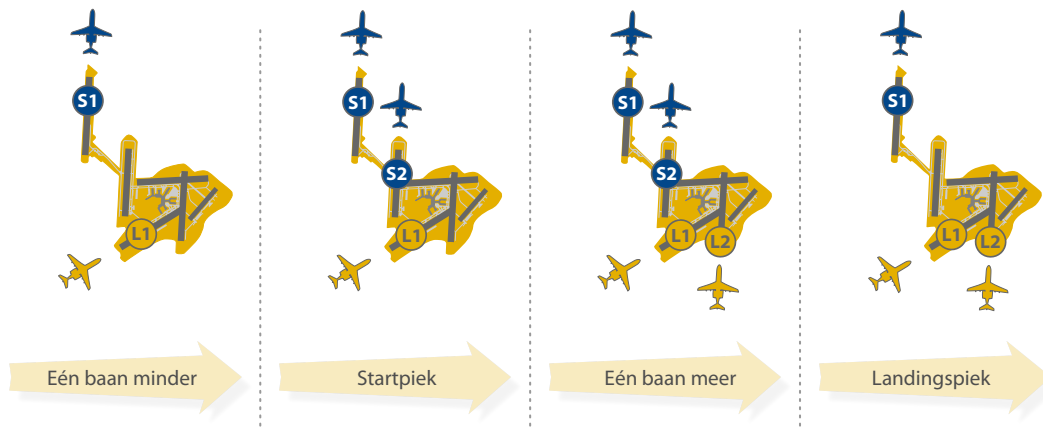 S1
L1
Eén baan minder
S1
S2
L1
Startpiek
S1
S2
L1
L2
Eén baan meer
S1
L1
L2
Landingspiek